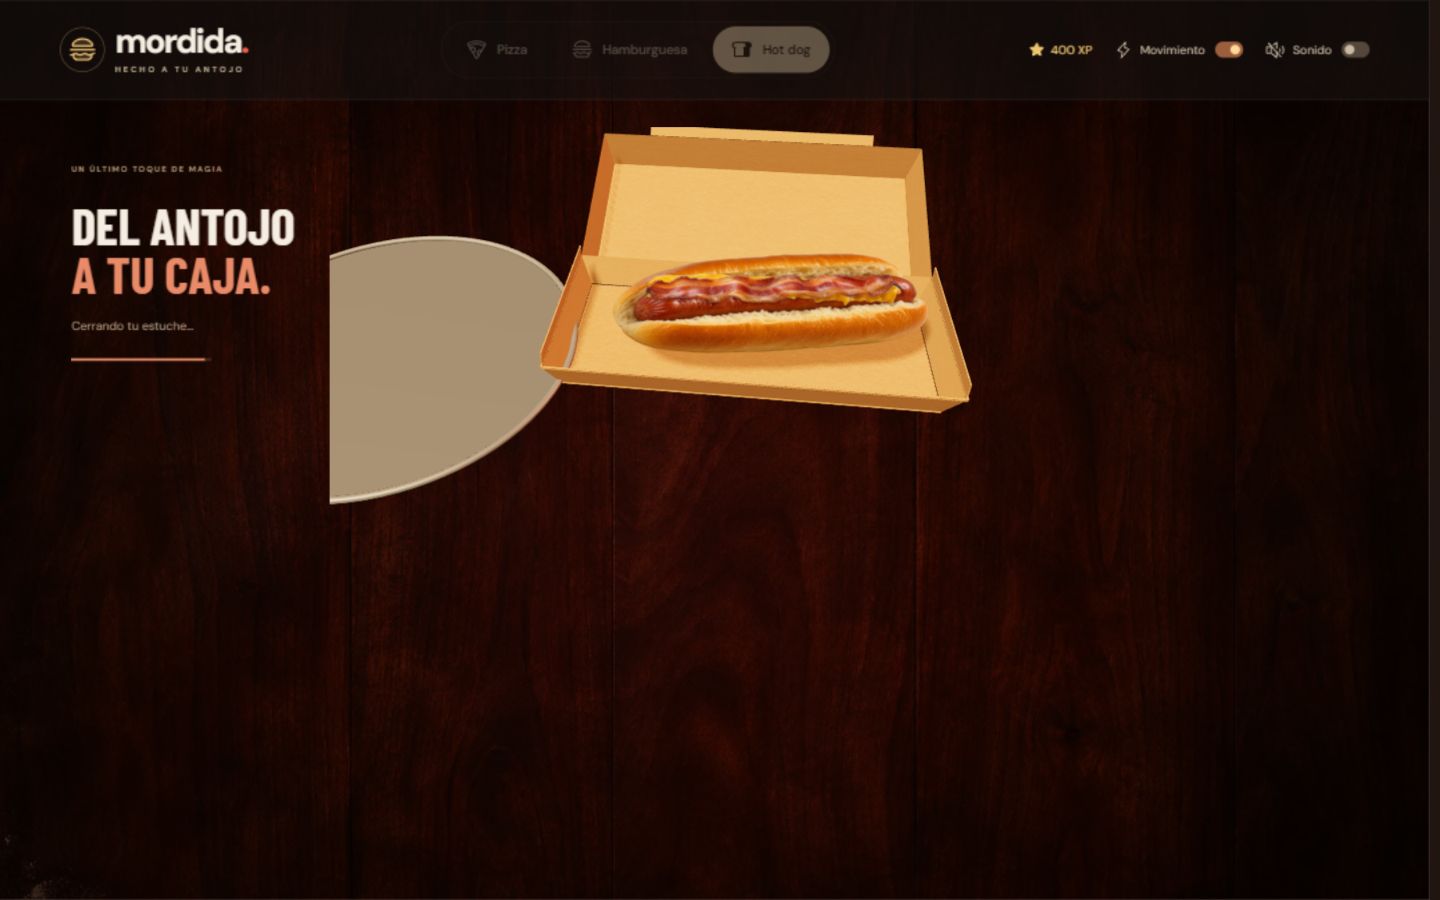 mordida.
HECHO A TU ANTOJO
Pizza
Hamburguesa
Hot dog
400 XP
Movimiento
Sonido
UN ÚLTIMO TOQUE DE MAGIA
DEL ANTOJO
A TU CAJA.
Cerrando tu estuche...